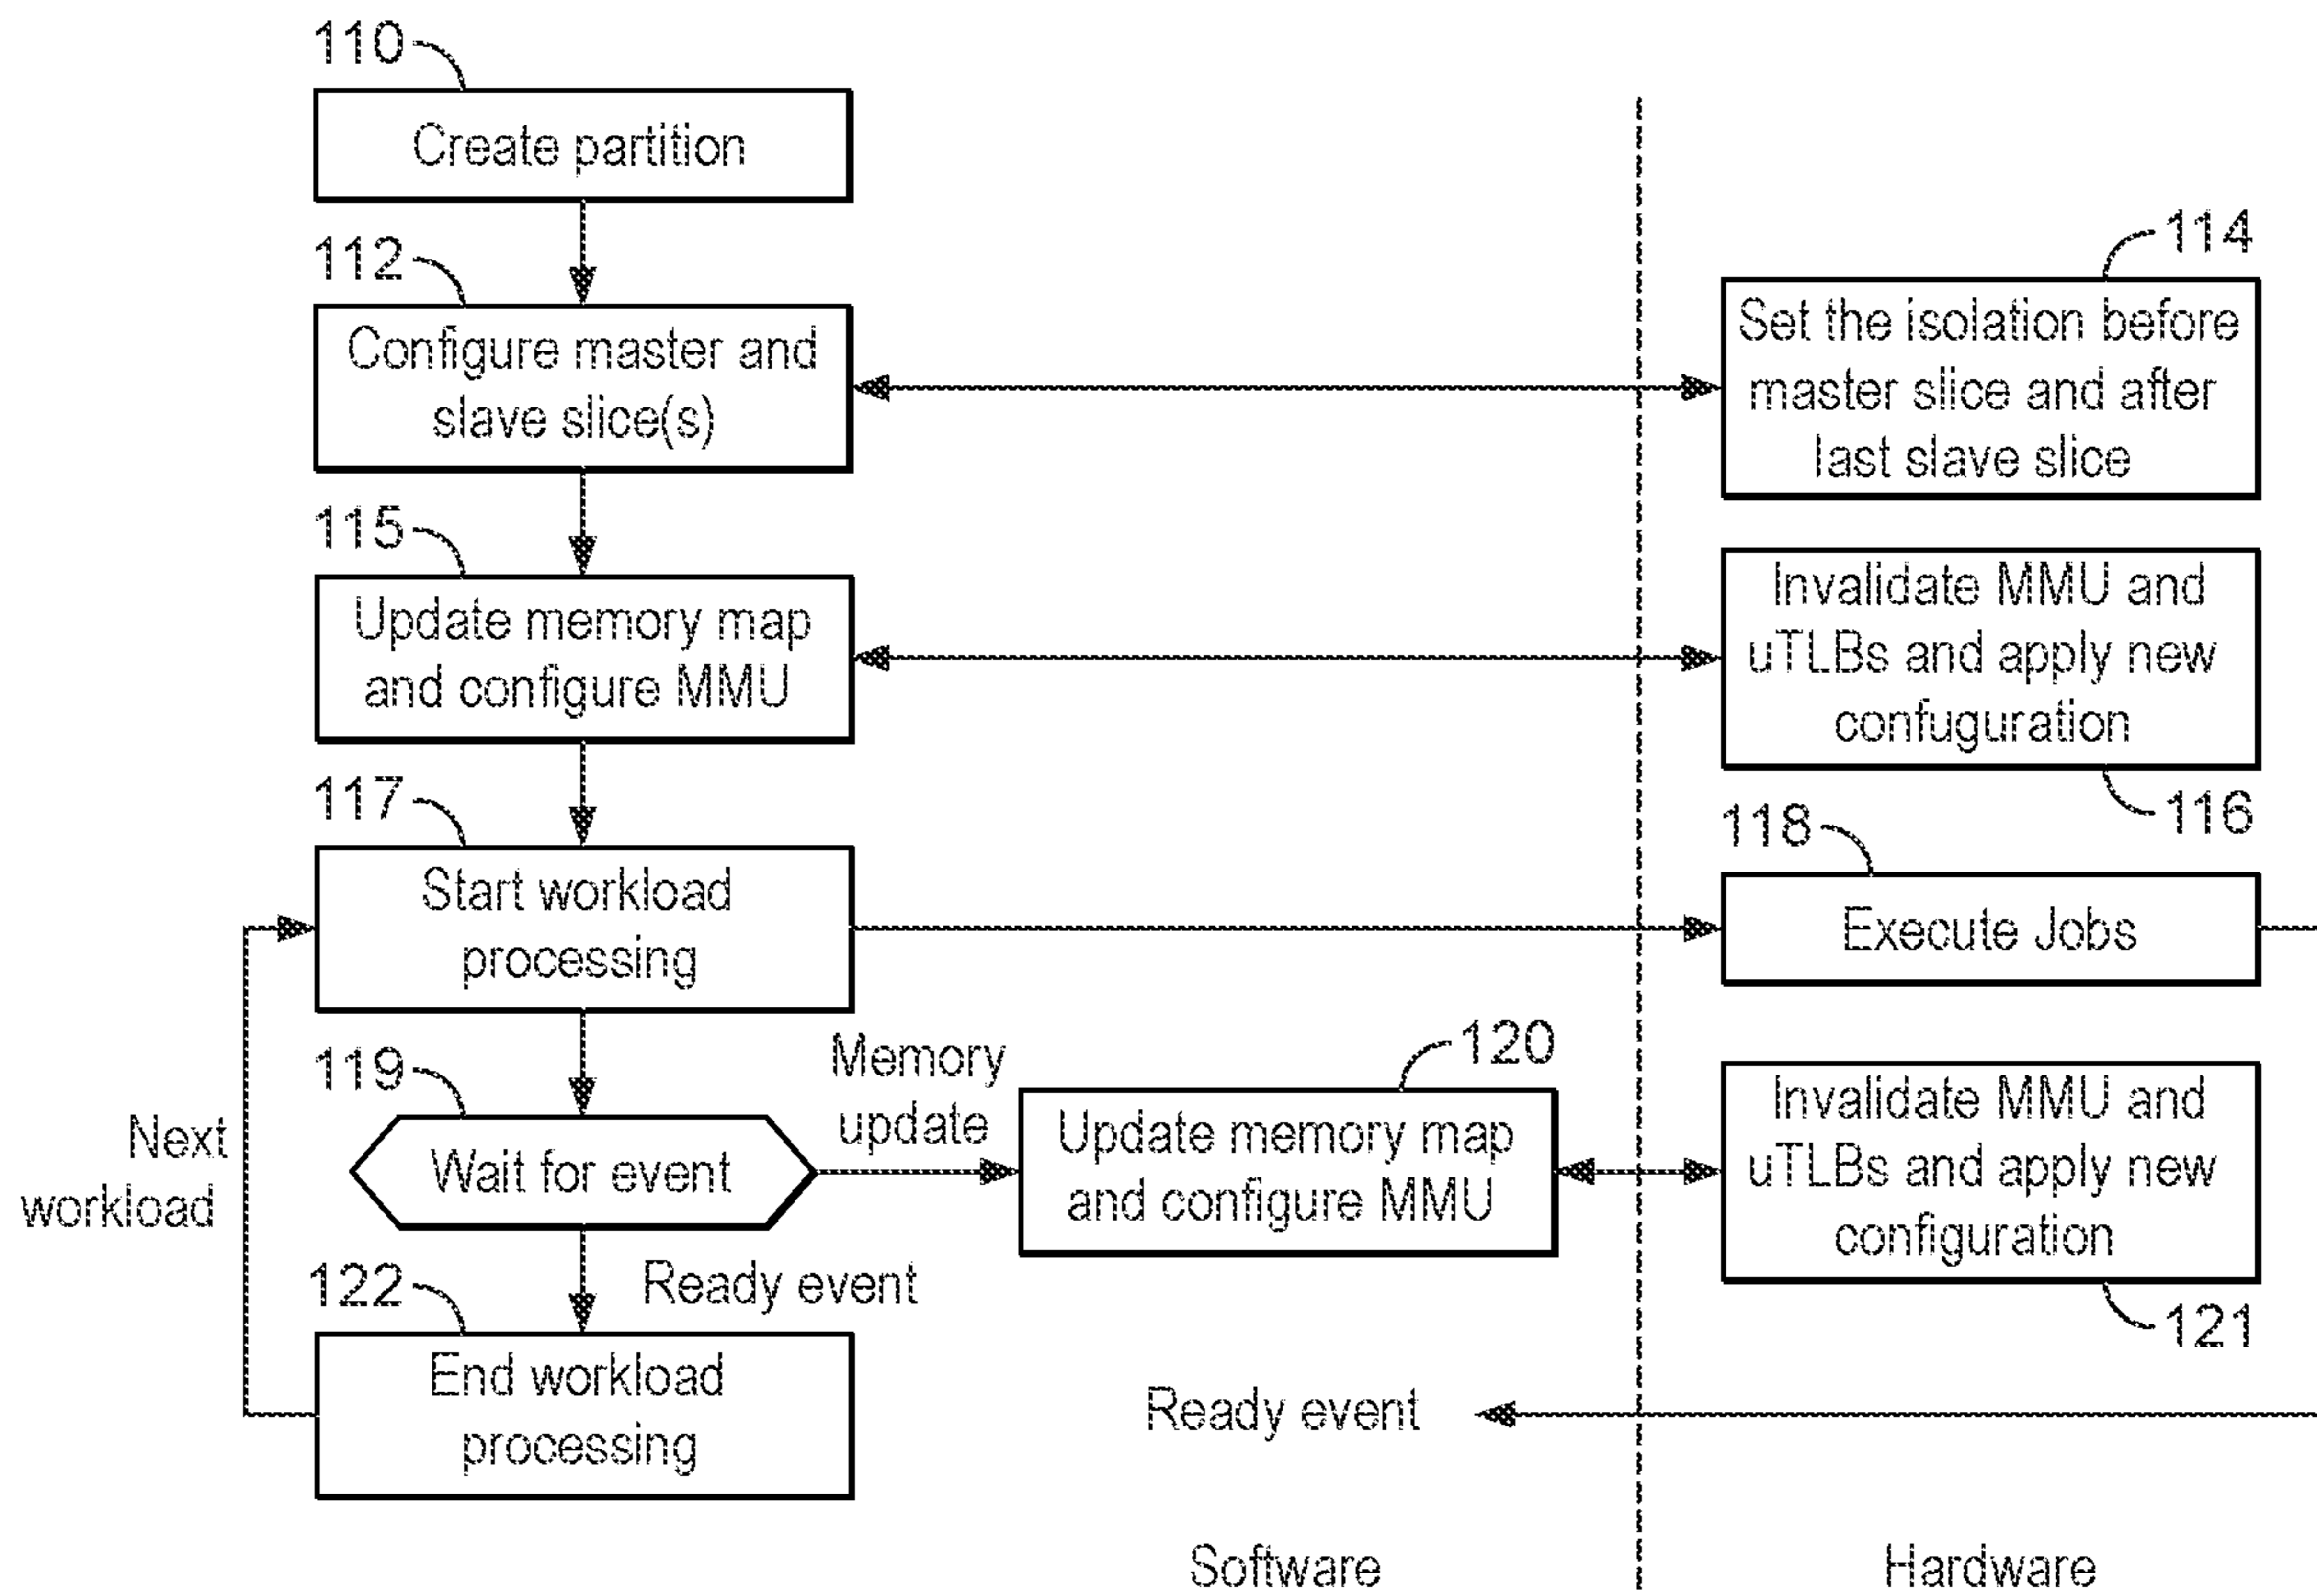 110
Create partition
112
Configure master and
slave slice(s)
114
Set the isolation before
master slice and after
last slave slice
115
Update memory map
and configure MMU
Invalidate MMU and
uTLBs and apply new
confuguration
116
117
Start workload
processing
118
Execute Jobs
119
Wait for event
Memory
update
120
Update memory map
and configure MMU
Invalidate MMU and
uTLBs and apply new
configuration
121
Next
workload
Ready event
122
End workload
processing
Ready event
Software
Hardware